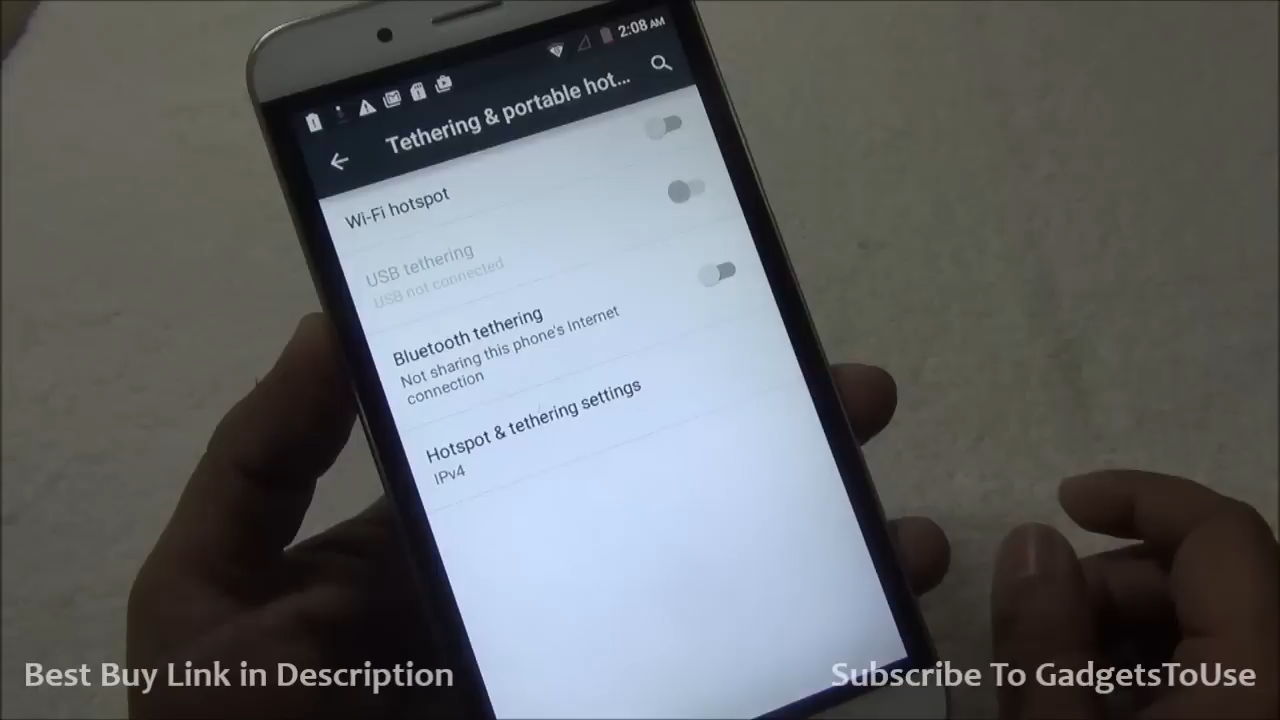 2:08 AM
Tethering & portable hot...
Wi-Fi hotspot
USB tethering
USB not connected
Bluetooth tethering
Not sharing this phone's Internet
connection
Hotspot & tethering settings
IPv4
Best Buy Link in Description
Subscribe To GadgetsToUse